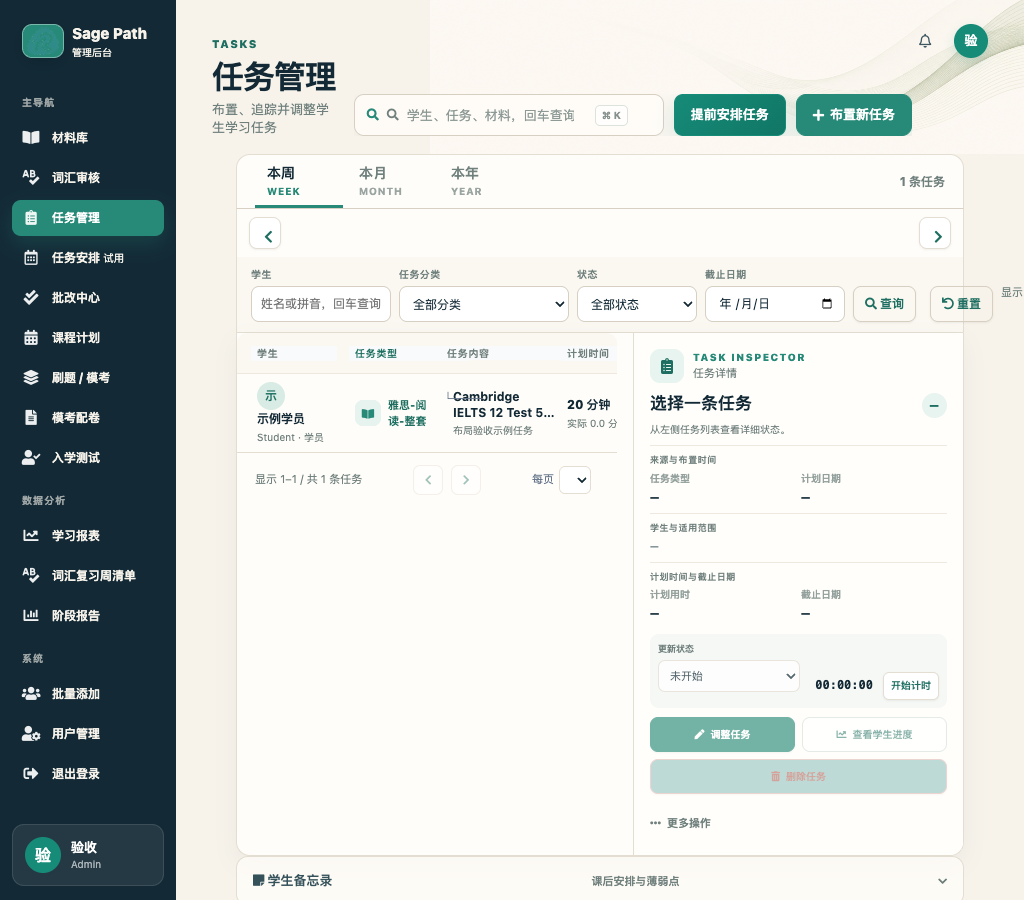 Sage Path
管理后台
主导航
材料库
词汇审核
任务管理
任务安排 试用
批改中心
课程计划
刷题 / 模考
模考配卷
入学测试
数据分析
学习报表
词汇复习周清单
阶段报告
系统
批量添加
用户管理
退出登录
验
验收
Admin
TASKS
任务管理
布置、追踪并调整学
生学习任务
学生、任务、材料，回车查询
⌘ K
提前安排任务
布置新任务
验
本周
WEEK
本月
MONTH
本年
YEAR
1 条任务
学生
任务分类
状态
截止日期
姓名或拼音，回车查询
全部分类
全部状态
年 /月/日
查询
重置
显示
学生
任务类型
任务内容
计划时间
示
示例学员
Student · 学员
雅思-阅
读-整套
Cambridge
IELTS 12 Test 5...
布局验收示例任务
20 分钟
实际 0.0 分
显示 1–1 / 共 1 条任务
每页
TASK INSPECTOR
任务详情
选择一条任务
从左侧任务列表查看详细状态。
来源与布置时间
任务类型
计划日期
—
—
学生与适用范围
—
计划时间与截止日期
计划用时
截止日期
—
—
更新状态
未开始
00:00:00
开始计时
调整任务
查看学生进度
删除任务
更多操作
学生备忘录
课后安排与薄弱点